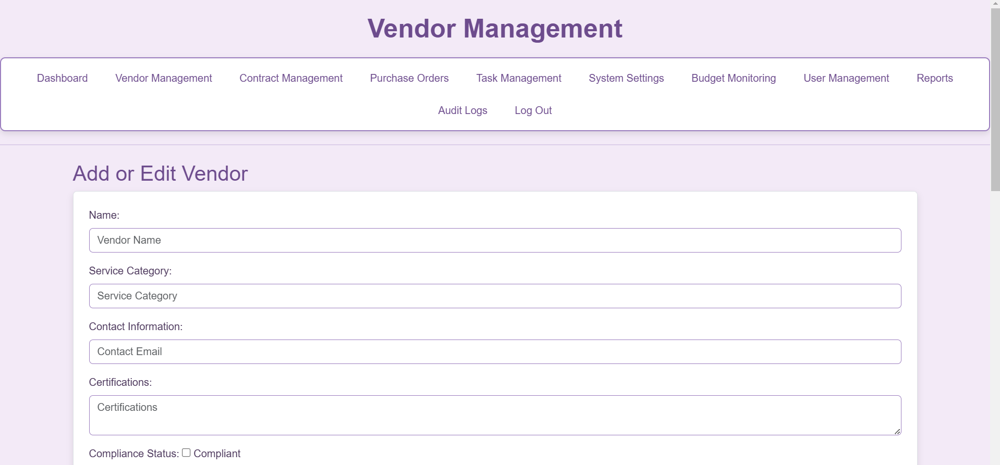 Vendor Management
Dashboard Vendor Management Contract Management Purchase Orders Task Management System Settings Budget Monitoring User Management Reports
Audit Logs Log Out
Add or Edit Vendor
Name:
Vendor Name
Service Category:
Service Category
Contact Information:
Contact Email
Certifications:
Certifications
Compliance Status: Compliant